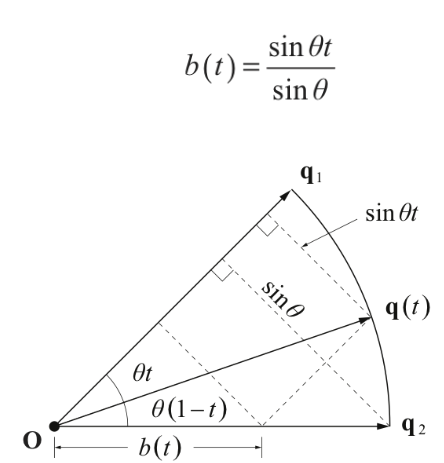 b(t) = sin θt / sin θ
q₁
sin θt
sin θ
q(t)
θt
θ(1−t)
O
q₂
b(t)